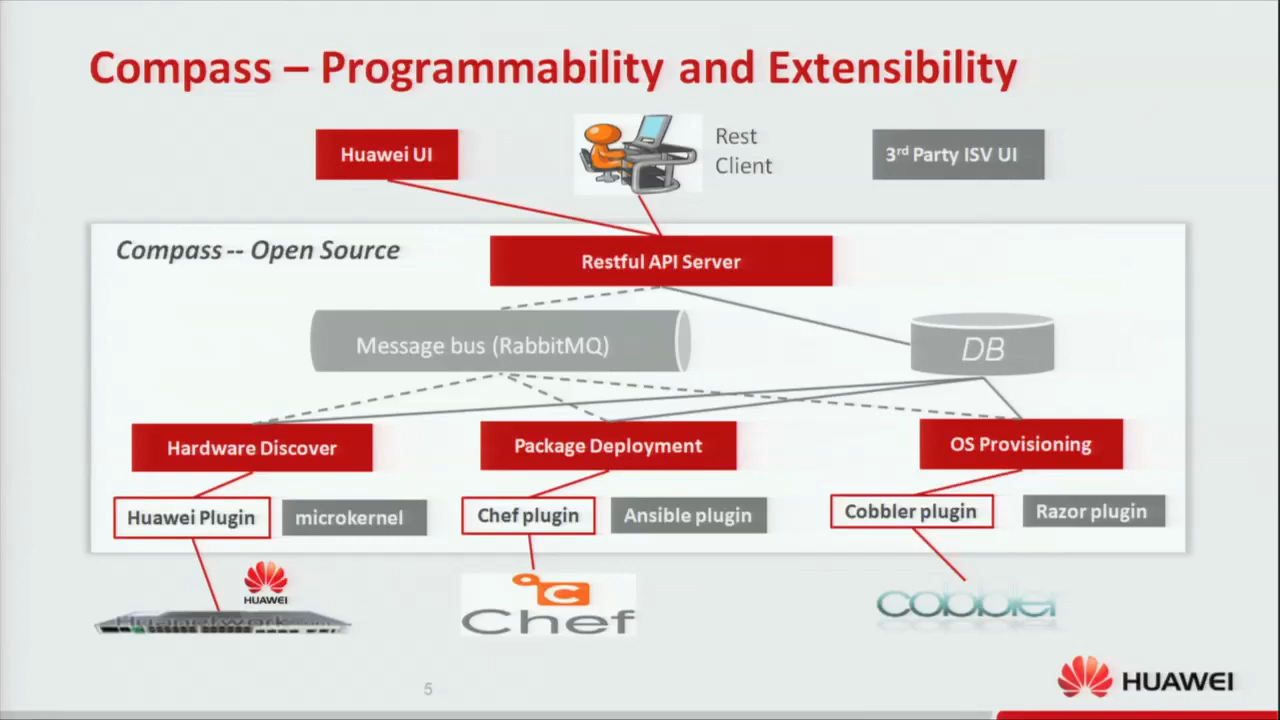 Compass – Programmability and Extensibility
Huawei UI
Rest
Client
3rd Party ISV UI
Compass -- Open Source
Restful API Server
Message bus (RabbitMQ)
DB
Hardware Discover
Package Deployment
OS Provisioning
Huawei Plugin
microkernel
Chef plugin
Ansible plugin
Cobbler plugin
Razor plugin
HUAWEI
Chef
cobbler
5
HUAWEI